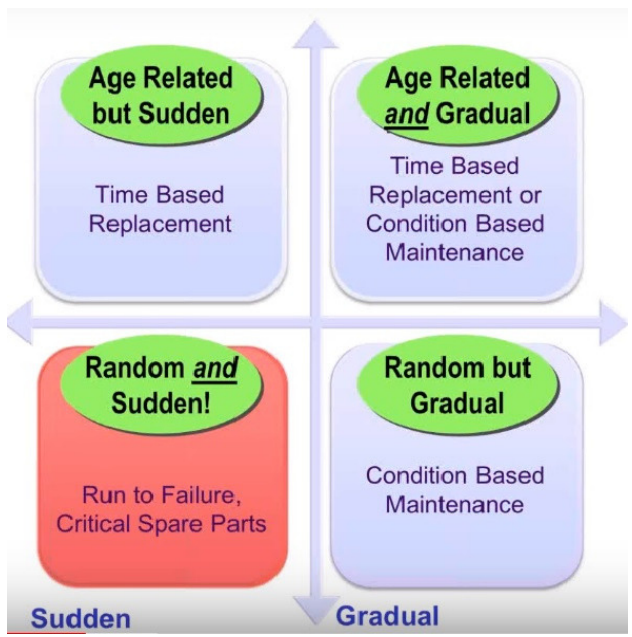 Age Related
but Sudden
Time Based
Replacement
Age Related
and Gradual
Time Based
Replacement or
Condition Based
Maintenance
Random and
Sudden!
Run to Failure,
Critical Spare Parts
Random but
Gradual
Condition Based
Maintenance
Sudden
Gradual